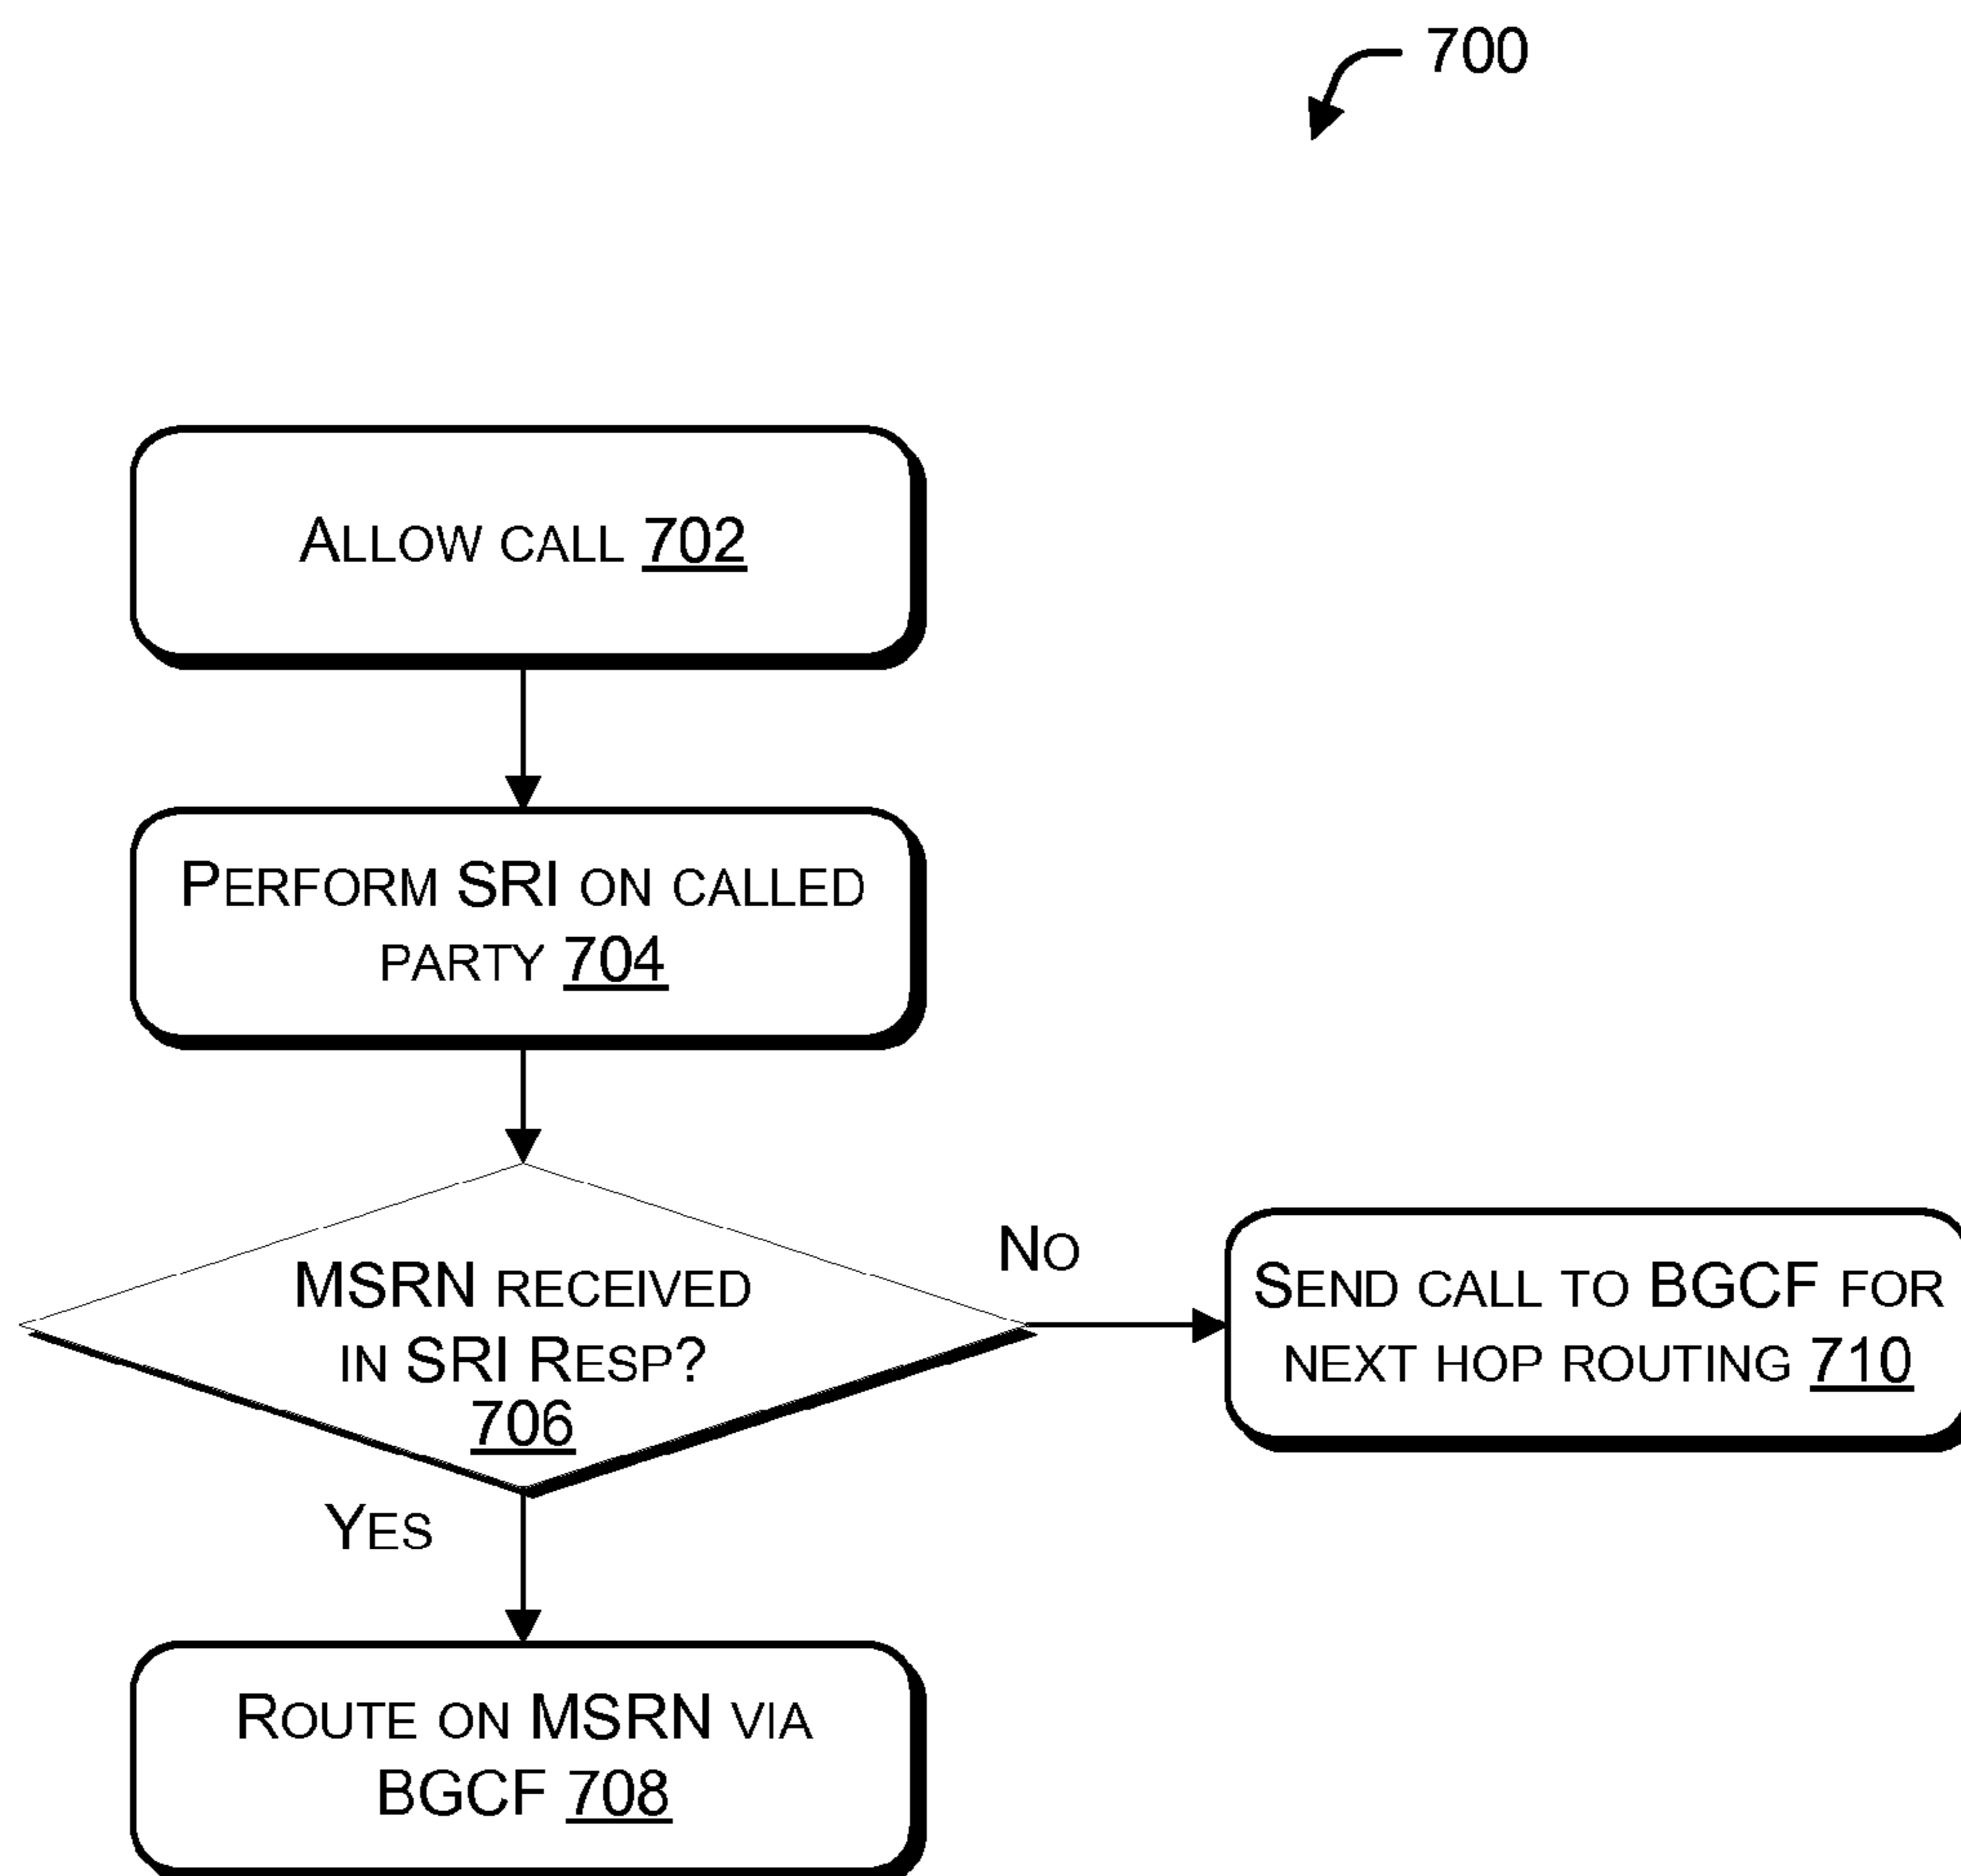 700
ALLOW CALL 702
PERFORM SRI ON CALLED
PARTY 704
MSRN RECEIVED
IN SRI RESP?
706
NO
SEND CALL TO BGCF FOR
NEXT HOP ROUTING 710
YES
ROUTE ON MSRN VIA
BGCF 708